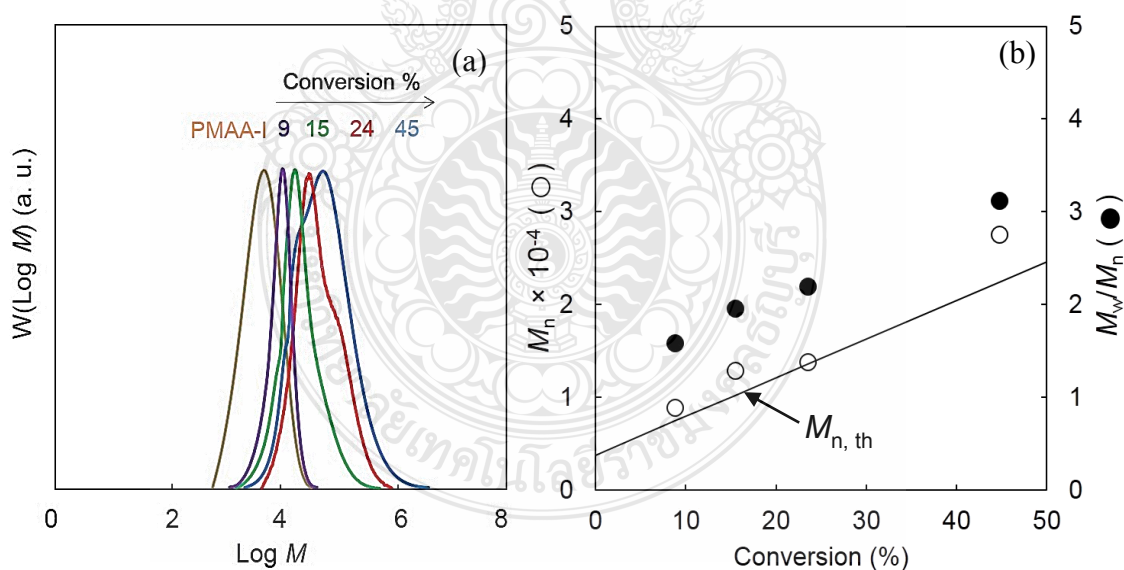 (a)
Conversion %
PMAA-I 9 15 24 45
W(Log M) (a. u.)
0 2 4 6 8
Log M
(b)
5
4
3
2
1
0
Mn × 10-4 ( )
5
4
3
2
1
0
Mw/Mn ( )
Mn, th
0 10 20 30 40 50
Conversion (%)